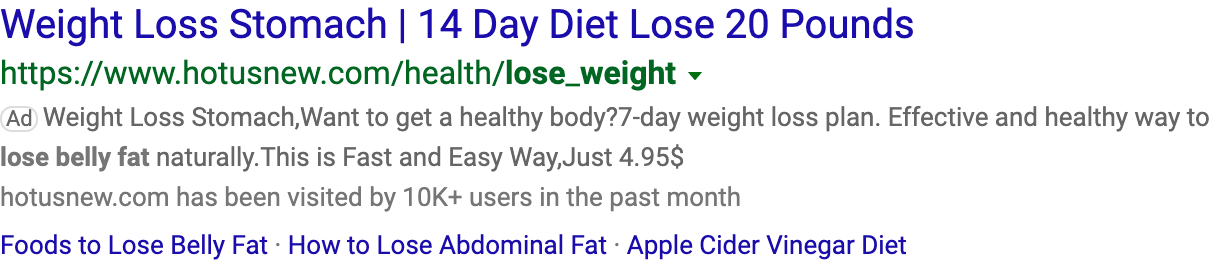 Weight Loss Stomach | 14 Day Diet Lose 20 Pounds
https://www.hotusnew.com/health/lose_weight
Ad Weight Loss Stomach,Want to get a healthy body?7-day weight loss plan. Effective and healthy way to
lose belly fat naturally.This is Fast and Easy Way,Just 4.95$
hotusnew.com has been visited by 10K+ users in the past month
Foods to Lose Belly Fat · How to Lose Abdominal Fat · Apple Cider Vinegar Diet